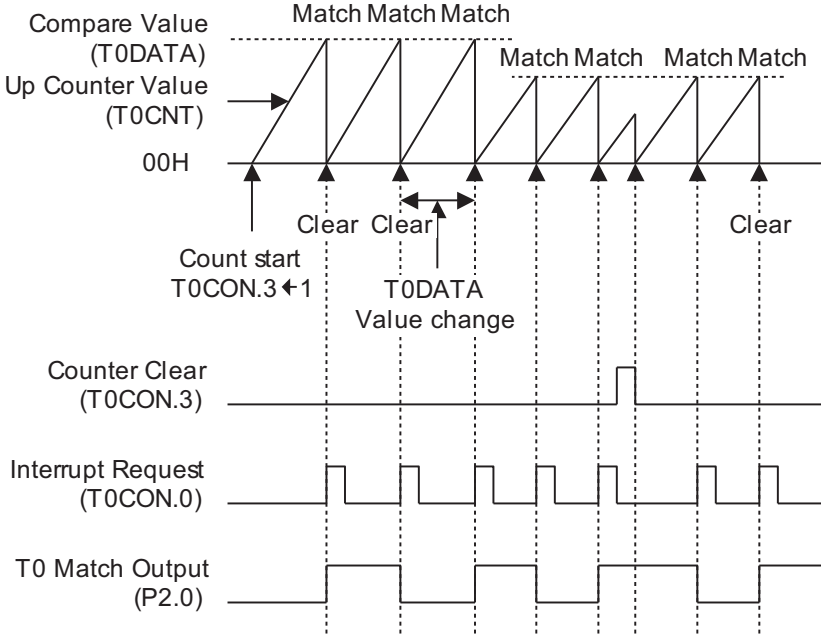 Compare Value
(T0DATA)
Match Match Match
Up Counter Value
(T0CNT)
Match Match Match Match
00H
Clear Clear Clear
Count start
T0CON.3 ← 1
T0DATA
Value change
Counter Clear
(T0CON.3)
Interrupt Request
(T0CON.0)
T0 Match Output
(P2.0)